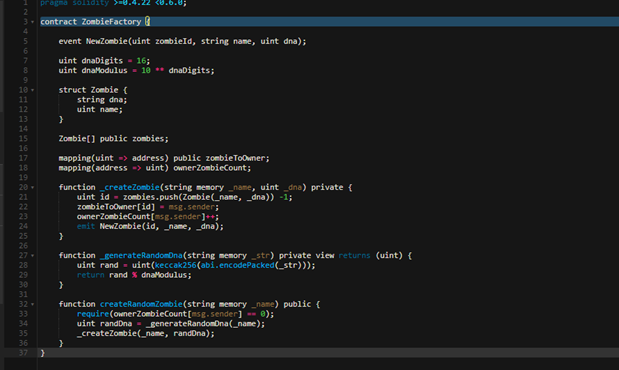 1 pragma solidity >=0.4.22 <0.6.0;
2
3 contract ZombieFactory {
4
5 event NewZombie(uint zombieId, string name, uint dna);
6
7 uint dnaDigits = 16;
8 uint dnaModulus = 10 ** dnaDigits;
9
10 struct Zombie {
11 string dna;
12 uint name;
13 }
14
15 Zombie[] public zombies;
16
17 mapping(uint => address) public zombieToOwner;
18 mapping(address => uint) ownerZombieCount;
19
20 function _createZombie(string memory _name, uint _dna) private {
21 uint id = zombies.push(Zombie(_name, _dna)) -1;
22 zombieToOwner[id] = msg.sender;
23 ownerZombieCount[msg.sender]++;
24 emit NewZombie(id, _name, _dna);
25 }
26
27 function _generateRandomDna(string memory _str) private view returns (uint) {
28 uint rand = uint(keccak256(abi.encodePacked(_str)));
29 return rand % dnaModulus;
30 }
31
32 function createRandomZombie(string memory _name) public {
33 require(ownerZombieCount[msg.sender] == 0);
34 uint randDna = _generateRandomDna(_name);
35 _createZombie(_name, randDna);
36 }
37 }